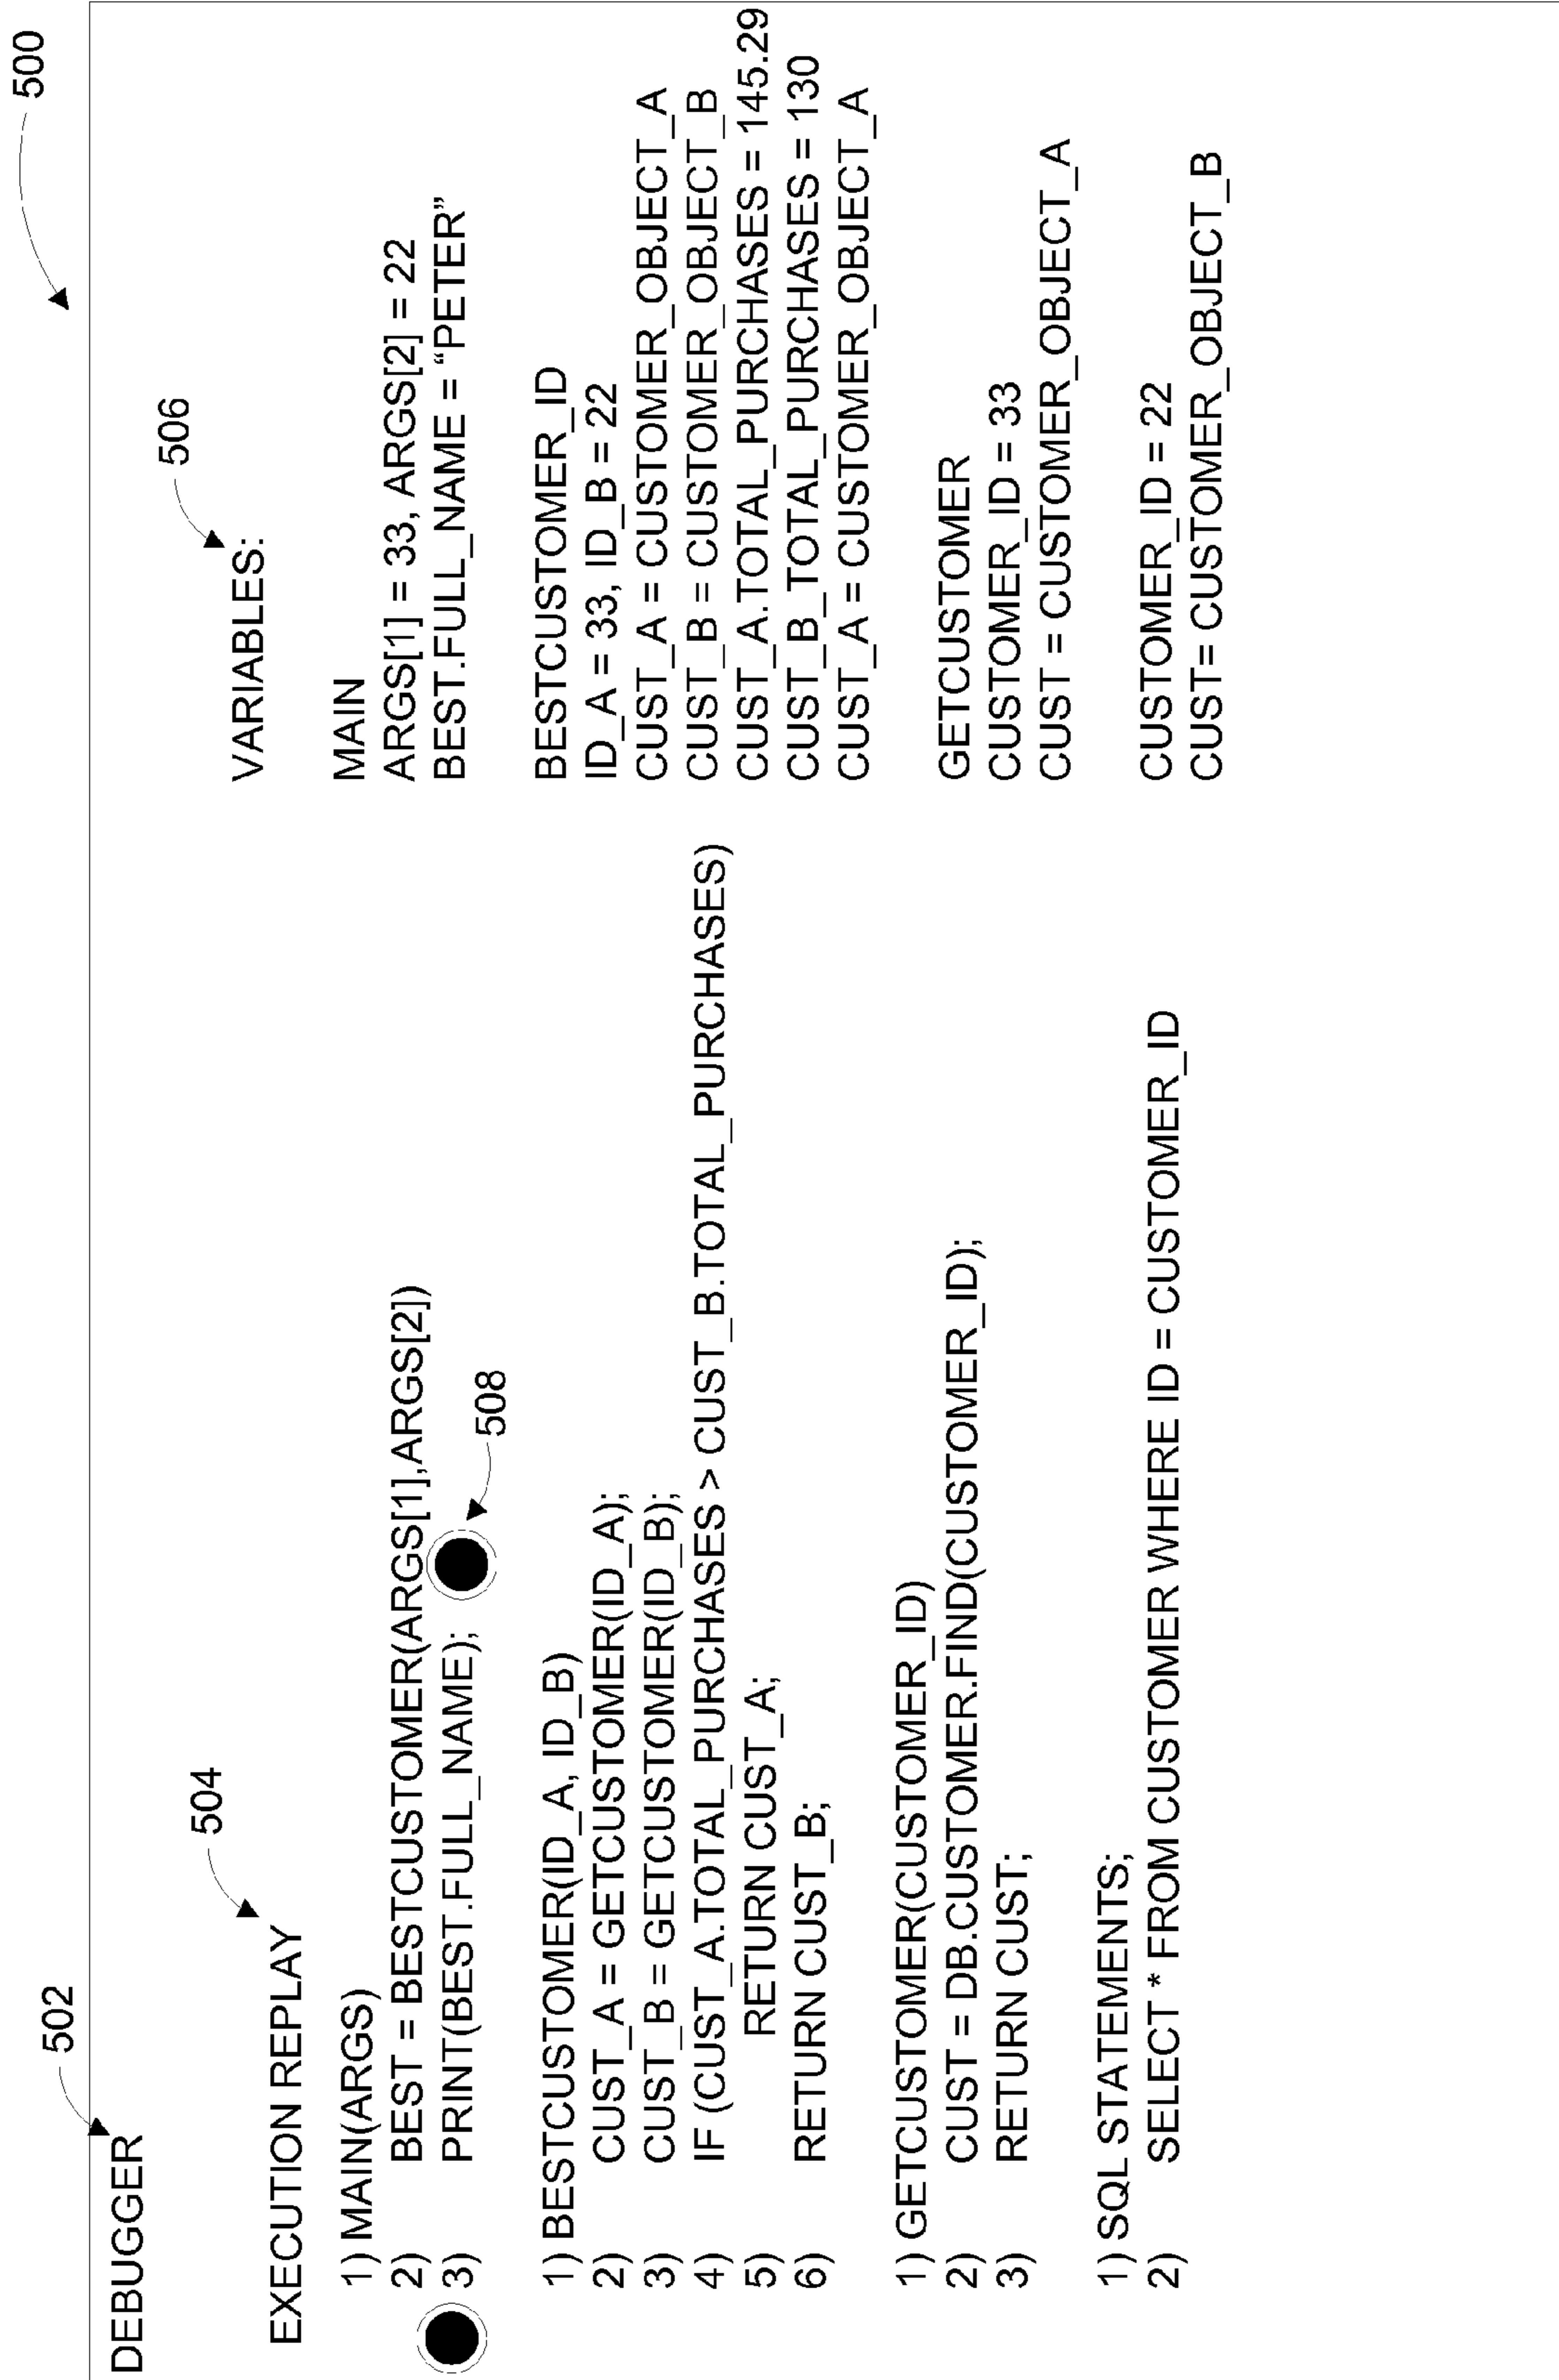 500
502
DEBUGGER
504
EXECUTION REPLAY
1) MAIN(ARGS)
2) BEST = BESTCUSTOMER(ARGS[1],ARGS[2])
3) PRINT(BEST.FULL_NAME);
508
1) BESTCUSTOMER(ID_A, ID_B)
2) CUST_A = GETCUSTOMER(ID_A);
3) CUST_B = GETCUSTOMER(ID_B);
4) IF (CUST_A.TOTAL_PURCHASES > CUST_B.TOTAL_PURCHASES)
5) RETURN CUST_A;
6) RETURN CUST_B;
1) GETCUSTOMER(CUSTOMER_ID)
2) CUST = DB.CUSTOMER.FIND(CUSTOMER_ID);
3) RETURN CUST;
1) SQL STATEMENTS;
2) SELECT * FROM CUSTOMER WHERE ID = CUSTOMER_ID
506
VARIABLES:
MAIN
ARGS[1] = 33, ARGS[2] = 22
BEST.FULL_NAME = “PETER”
BESTCUSTOMER_ID
ID_A = 33, ID_B = 22
CUST_A = CUSTOMER_OBJECT_A
CUST_B = CUSTOMER_OBJECT_B
CUST_A.TOTAL_PURCHASES = 145.29
CUST_B_TOTAL_PURCHASES = 130
CUST_A = CUSTOMER_OBJECT_A
GETCUSTOMER
CUSTOMER_ID = 33
CUST = CUSTOMER_OBJECT_A
CUSTOMER_ID = 22
CUST= CUSTOMER_OBJECT_B